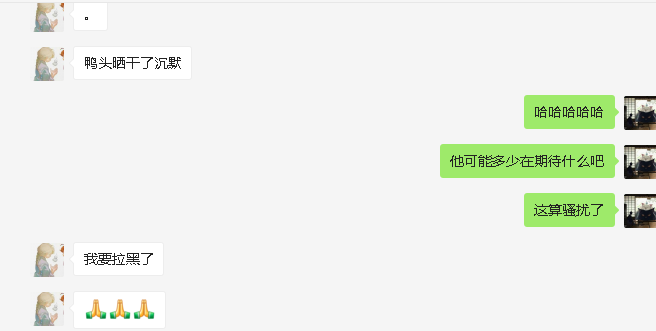 。
鸭头晒干了沉默
哈哈哈哈哈
他可能多少在期待什么吧
这算骚扰了
我要拉黑了
🙏🙏🙏